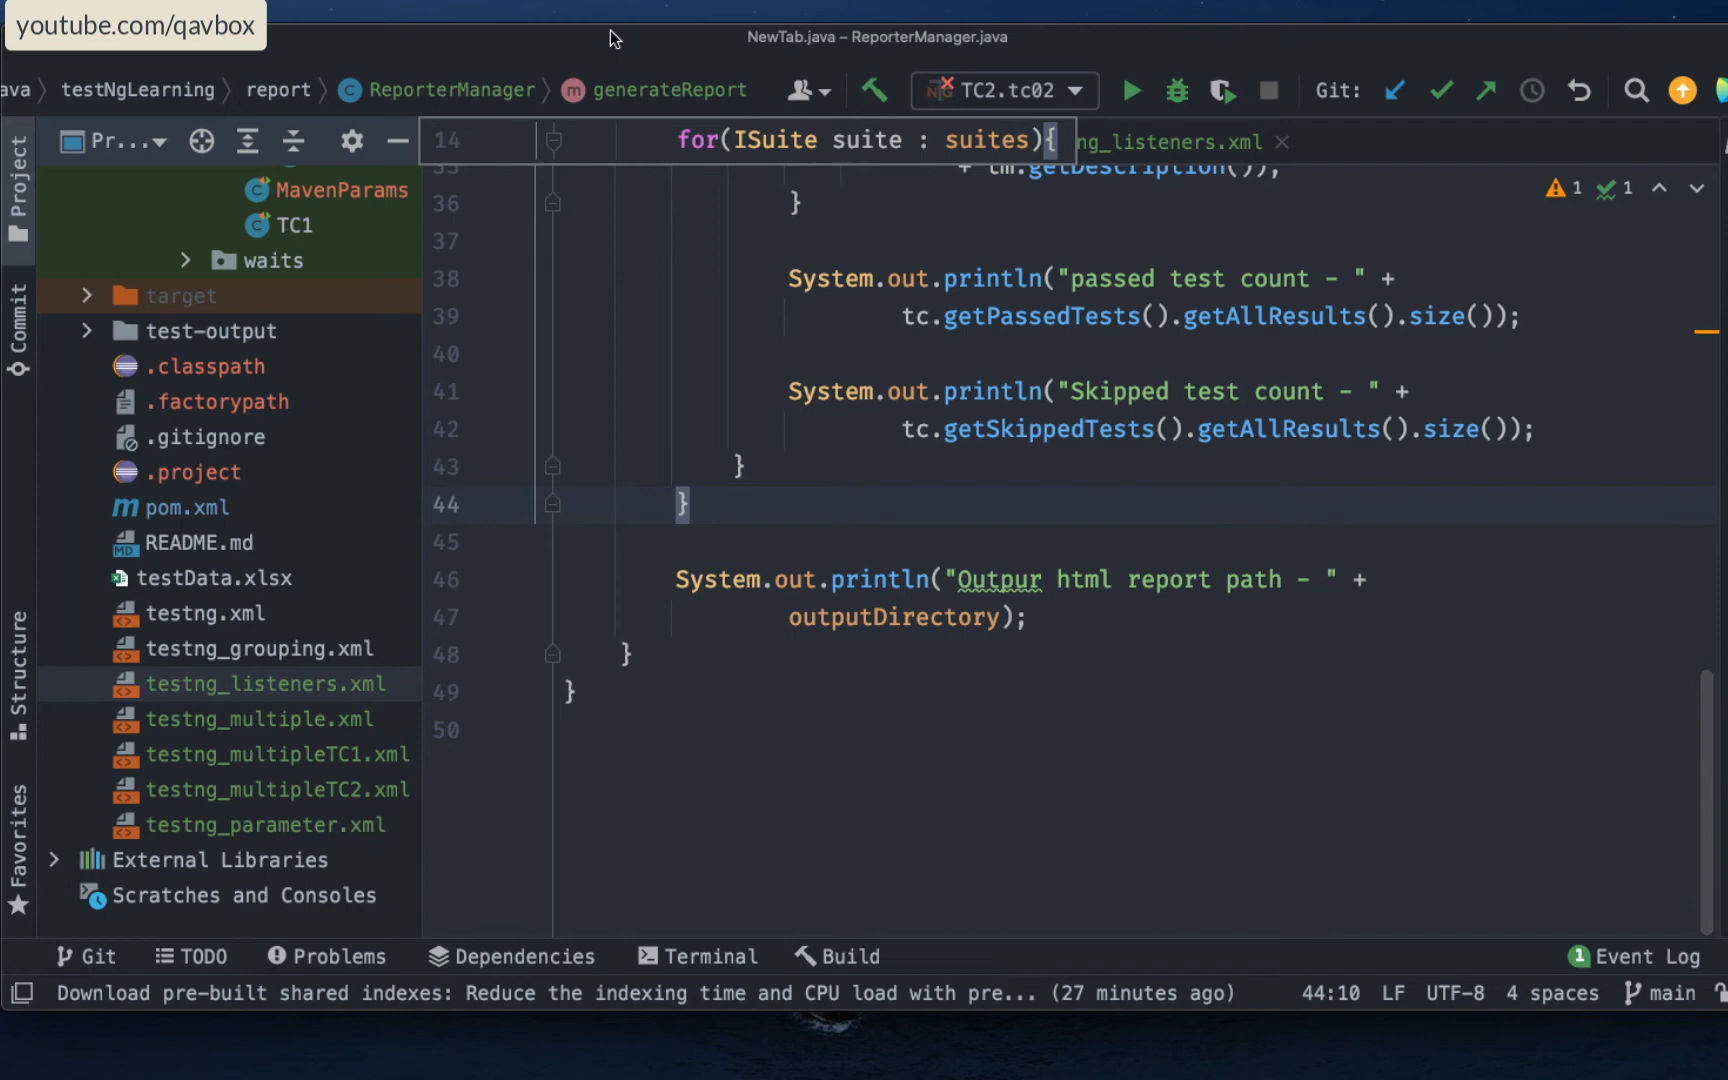 youtube.com/qavbox
NewTab.java – ReporterManager.java
ava testNgLearning report ReporterManager generateReport TC2.tc02 Git:
Pr... 14 for(ISuite suite : suites){ ng_listeners.xml
35 + tm.getDescription());
MavenParams
36 }
1 1
TC1
37
waits
38 System.out.println("passed test count - " +
target
39 tc.getPassedTests().getAllResults().size());
test-output
40
.classpath
41 System.out.println("Skipped test count - " +
.factorypath
42 tc.getSkippedTests().getAllResults().size());
.gitignore
43 }
.project
44 }
pom.xml
45
README.md
46 System.out.println("Outpur html report path - " +
testData.xlsx
47 outputDirectory);
testng.xml
48 }
testng_grouping.xml
49 }
testng_listeners.xml
50
testng_multiple.xml
testng_multipleTC1.xml
testng_multipleTC2.xml
testng_parameter.xml
External Libraries
Scratches and Consoles
Project
Commit
Structure
Favorites
Git TODO Problems Dependencies Terminal Build 1 Event Log
Download pre-built shared indexes: Reduce the indexing time and CPU load with pre... (27 minutes ago) 44:10 LF UTF-8 4 spaces main